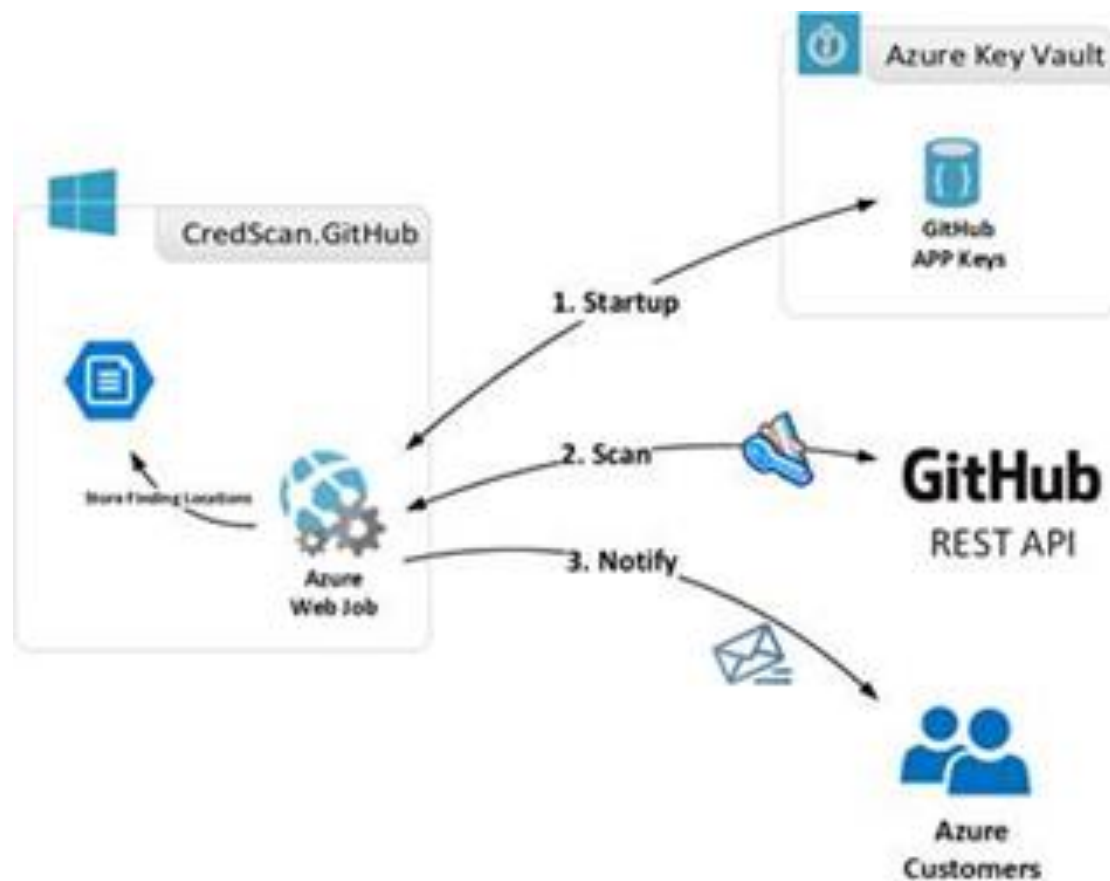 Azure Key Vault
GitHub
APP Keys
CredScan.GitHub
1. Startup
2. Scan
GitHub
REST API
Store Finding Locations
3. Notify
Azure
Web Job
Azure
Customers